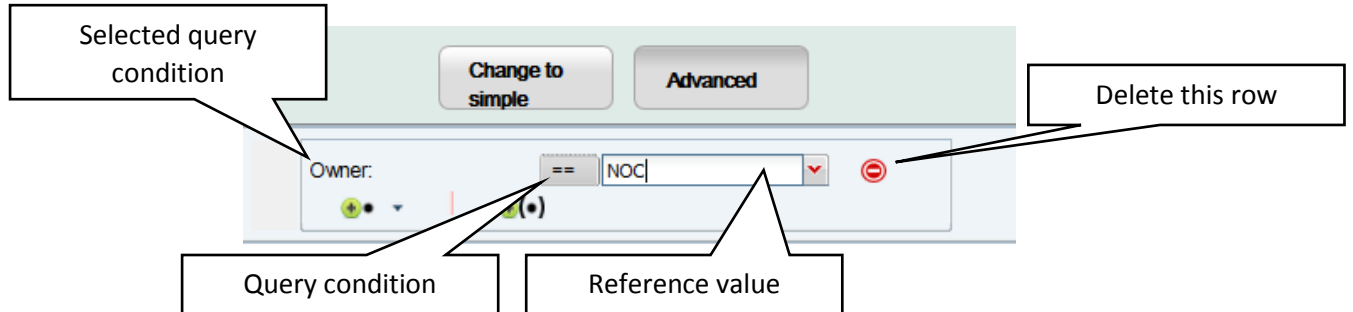 Selected query
condition
Change to
simple
Advanced
Delete this row
Owner:
==
NOC
(•)
Query condition
Reference value